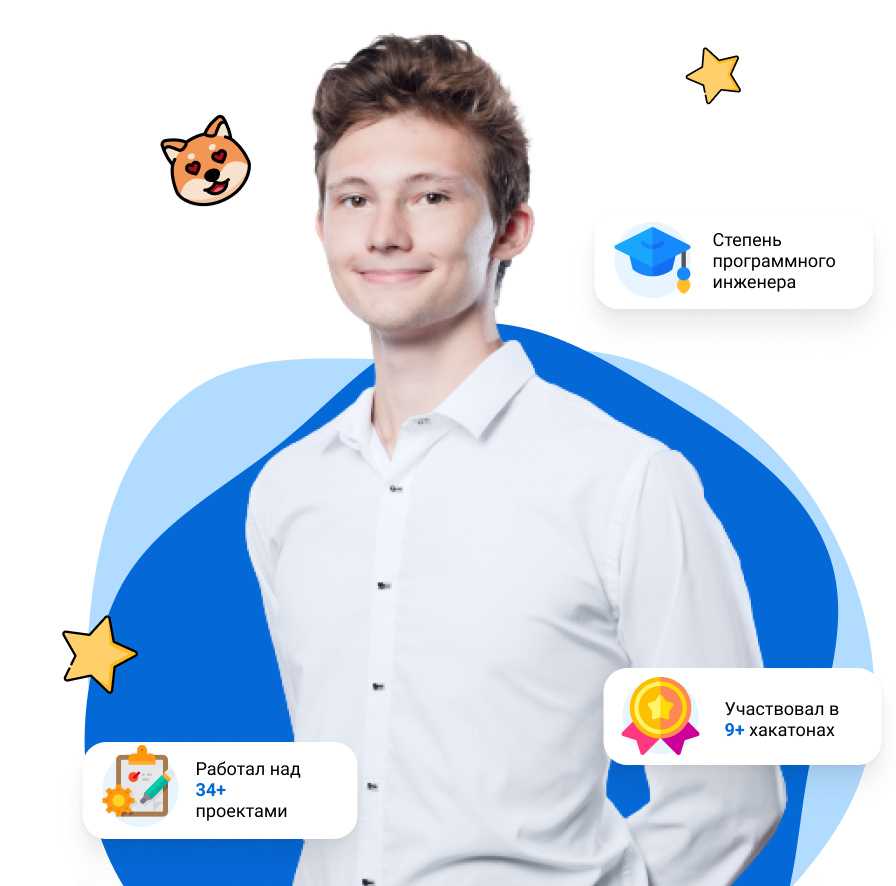 Степень
программного
инженера
Участвовал в
9+ хакатонах
Работал над
34+
проектами